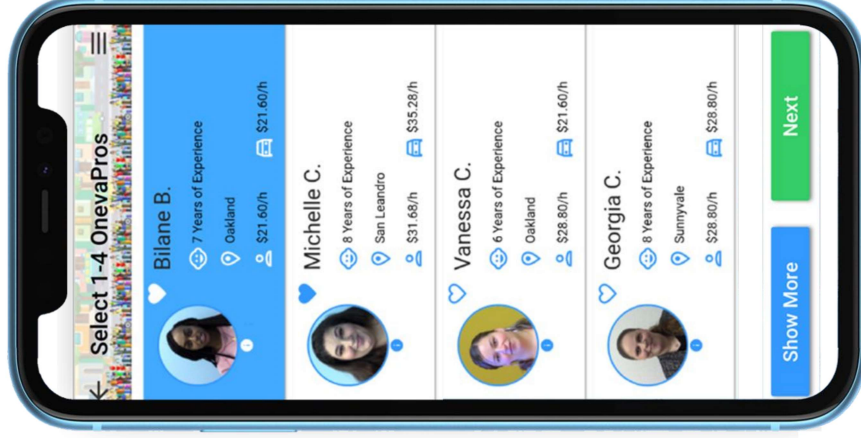 Select 1-4 OnevaPros
Bilane B.
7 Years of Experience
Oakland
$21.60/h $21.60/h
Michelle C.
8 Years of Experience
San Leandro
$31.68/h $35.28/h
Vanessa C.
6 Years of Experience
Oakland
$28.80/h $21.60/h
Georgia C.
8 Years of Experience
Sunnyvale
$28.80/h $28.80/h
Show More Next